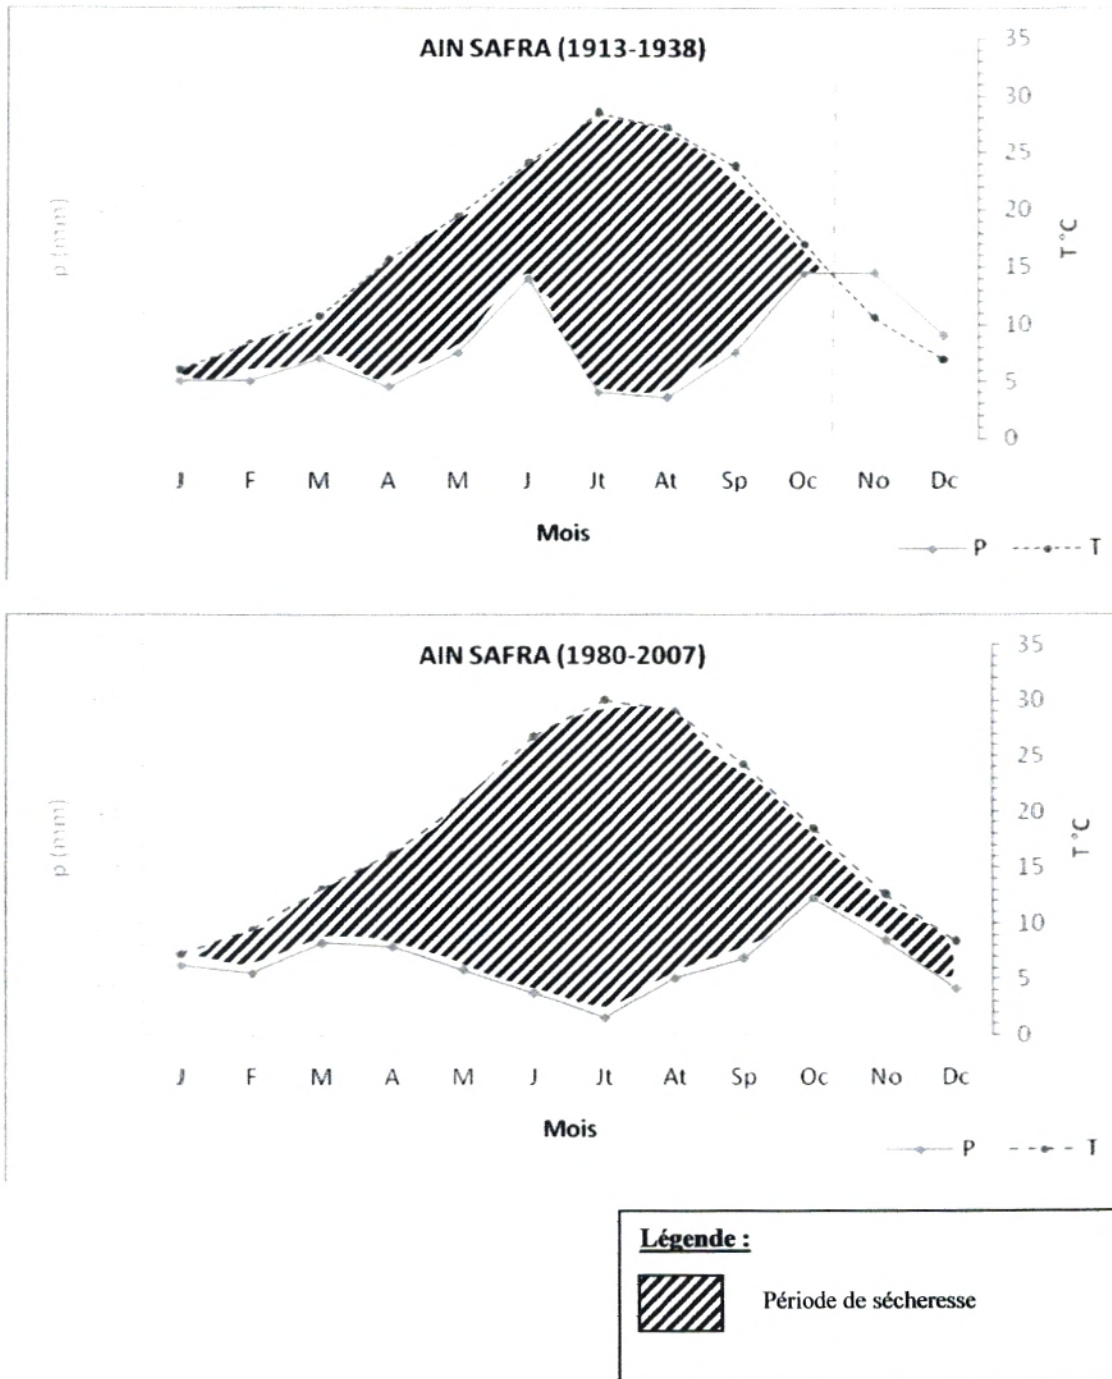 AIN SAFRA (1913-1938)
35
30
25
20
15
10
5
0
p (mm)
T°C
J F M A M J Jt At Sp Oc No Dc
Mois
P T
AIN SAFRA (1980-2007)
35
30
25
20
15
10
5
0
p (mm)
T°C
J F M A M J Jt At Sp Oc No Dc
Mois
P T
Légende :
Période de sécheresse